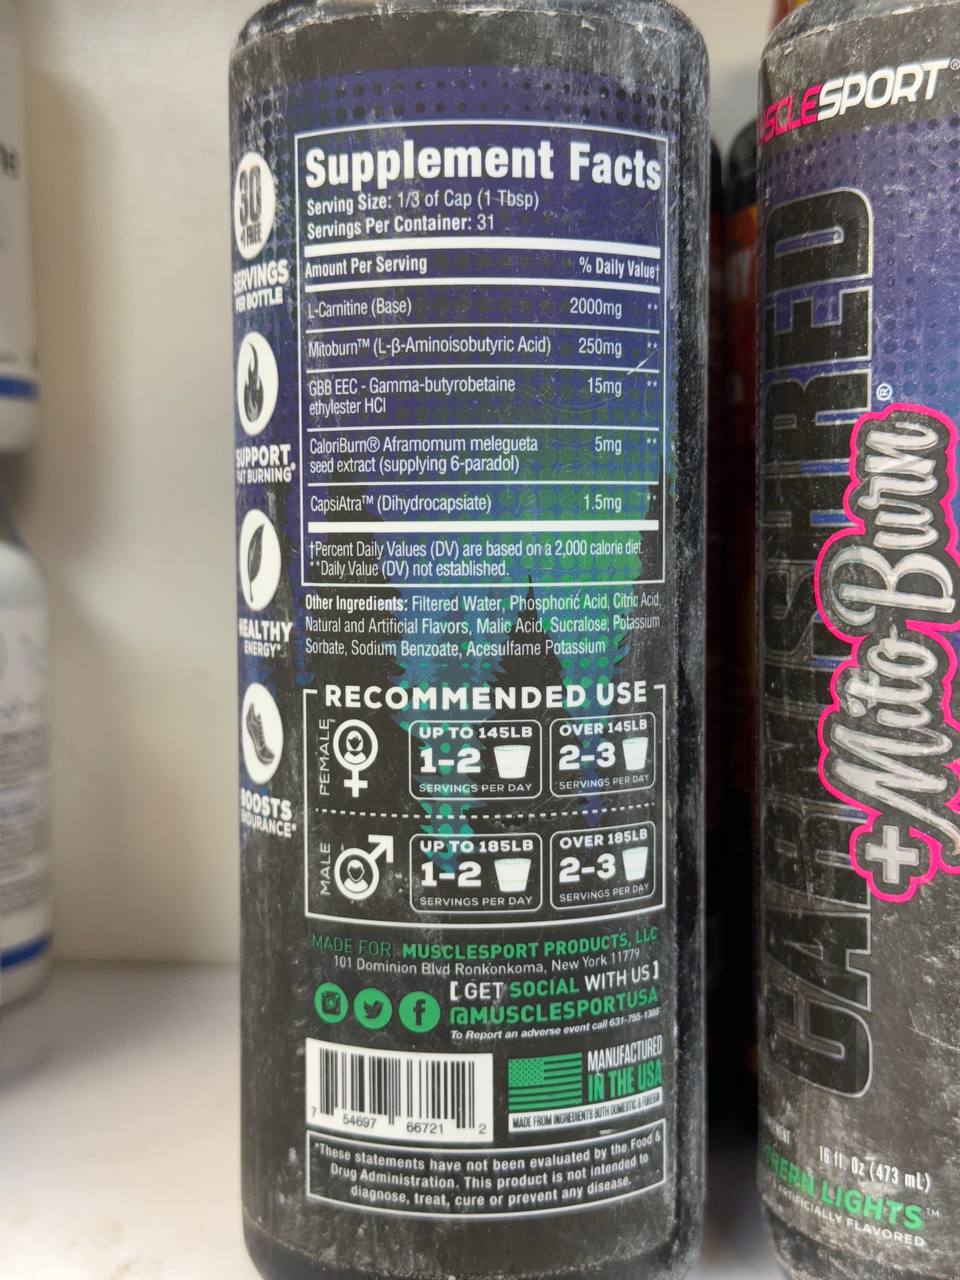 30
+1 FREE
SERVINGS
PER BOTTLE
SUPPORT
FAT BURNING*
HEALTHY
ENERGY*
BOOSTS
ENDURANCE*
Supplement Facts
Serving Size: 1/3 of Cap (1 Tbsp)
Servings Per Container: 31
Amount Per Serving % Daily Value†
L-Carnitine (Base) 2000mg **
Mitoburn™ (L-β-Aminoisobutyric Acid) 250mg **
GBB EEC - Gamma-butyrobetaine 15mg **
ethylester HCl
CaloriBurn® Aframomum melegueta 5mg **
seed extract (supplying 6-paradol)
CapsiAtra™ (Dihydrocapsiate) 1.5mg **
†Percent Daily Values (DV) are based on a 2,000 calorie diet.
**Daily Value (DV) not established.
Other Ingredients: Filtered Water, Phosphoric Acid, Citric Acid,
Natural and Artificial Flavors, Malic Acid, Sucralose, Potassium
Sorbate, Sodium Benzoate, Acesulfame Potassium
RECOMMENDED USE
FEMALE
UP TO 145LB
1-2
SERVINGS PER DAY
OVER 145LB
2-3
SERVINGS PER DAY
MALE
UP TO 185LB
1-2
SERVINGS PER DAY
OVER 185LB
2-3
SERVINGS PER DAY
MADE FOR: MUSCLESPORT PRODUCTS, LLC
101 Dominion Blvd Ronkonkoma, New York 11779
[GET SOCIAL WITH US]
@MUSCLESPORTUSA
To Report an adverse event call 631-755-1388
7 54697 66721 2
MANUFACTURED
IN THE USA
MADE FROM INGREDIENTS BOTH DOMESTIC & FOREIGN
*These statements have not been evaluated by the Food &
Drug Administration. This product is not intended to
diagnose, treat, cure or prevent any disease.
MUSCLESPORT®
CARNISHRED®
+Mito Burn
16 fl. Oz (473 mL)
THERN LIGHTS™
ARTIFICIALLY FLAVORED